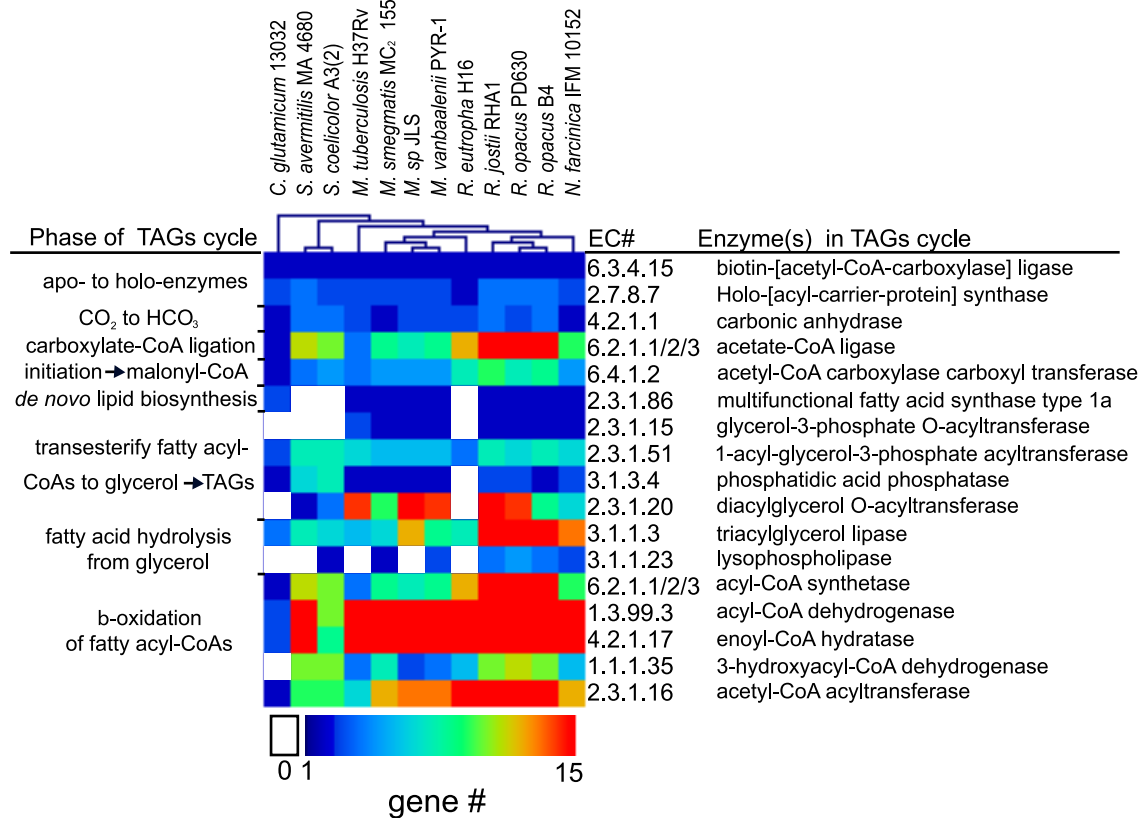 C. glutamicum 13032
S. avermitilis MA 4680
S. coelicolor A3(2)
M. tuberculosis H37Rv
M. smegmatis MC₂ 155
M. sp JLS
M. vanbaalenii PYR-1
R. eutropha H16
R. jostii RHA1
R. opacus PD630
R. opacus B4
N. farcinica IFM 10152
Phase of TAGs cycle EC# Enzyme(s) in TAGs cycle
apo- to holo-enzymes
6.3.4.15 biotin-[acetyl-CoA-carboxylase] ligase
2.7.8.7 Holo-[acyl-carrier-protein] synthase
CO₂ to HCO₃ 4.2.1.1 carbonic anhydrase
carboxylate-CoA ligation 6.2.1.1/2/3 acetate-CoA ligase
initiation→malonyl-CoA 6.4.1.2 acetyl-CoA carboxylase carboxyl transferase
de novo lipid biosynthesis 2.3.1.86 multifunctional fatty acid synthase type 1a
2.3.1.15 glycerol-3-phosphate O-acyltransferase
transesterify fatty acyl- 2.3.1.51 1-acyl-glycerol-3-phosphate acyltransferase
CoAs to glycerol →TAGs 3.1.3.4 phosphatidic acid phosphatase
2.3.1.20 diacylglycerol O-acyltransferase
fatty acid hydrolysis 3.1.1.3 triacylglycerol lipase
from glycerol 3.1.1.23 lysophospholipase
6.2.1.1/2/3 acyl-CoA synthetase
b-oxidation 1.3.99.3 acyl-CoA dehydrogenase
of fatty acyl-CoAs 4.2.1.17 enoyl-CoA hydratase
1.1.1.35 3-hydroxyacyl-CoA dehydrogenase
2.3.1.16 acetyl-CoA acyltransferase
0 1 15
gene #